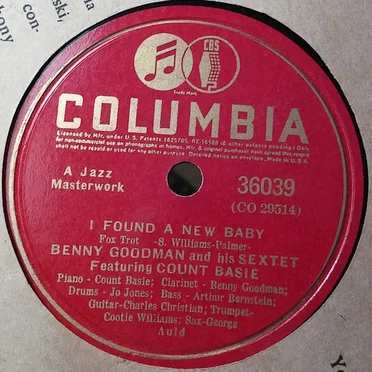 ski,
da
con-
hony
CBS
Trade Mark
COLUMBIA
Licensed by Mfr. under U. S. Patents 1625705, RE-16588 (& other patents pending) Only
for non-commercial use on phonographs in homes. Mfr. & original purchaser have agreed this record
shall not be resold or used for any other purpose. Detailed notice on envelope. Made in U.S.A.
A Jazz
Masterwork
36039
(CO 29514)
I FOUND A NEW BABY
Fox Trot -S. Williams-Palmer-
BENNY GOODMAN and his SEXTET
Featuring COUNT BASIE
Piano - Count Basie; Clarinet - Benny Goodman;
Drums - Jo Jones; Bass - Arthur Bernstein;
Guitar-Charles Christian; Trumpet-
Cootie Williams; Sax-George
Auld